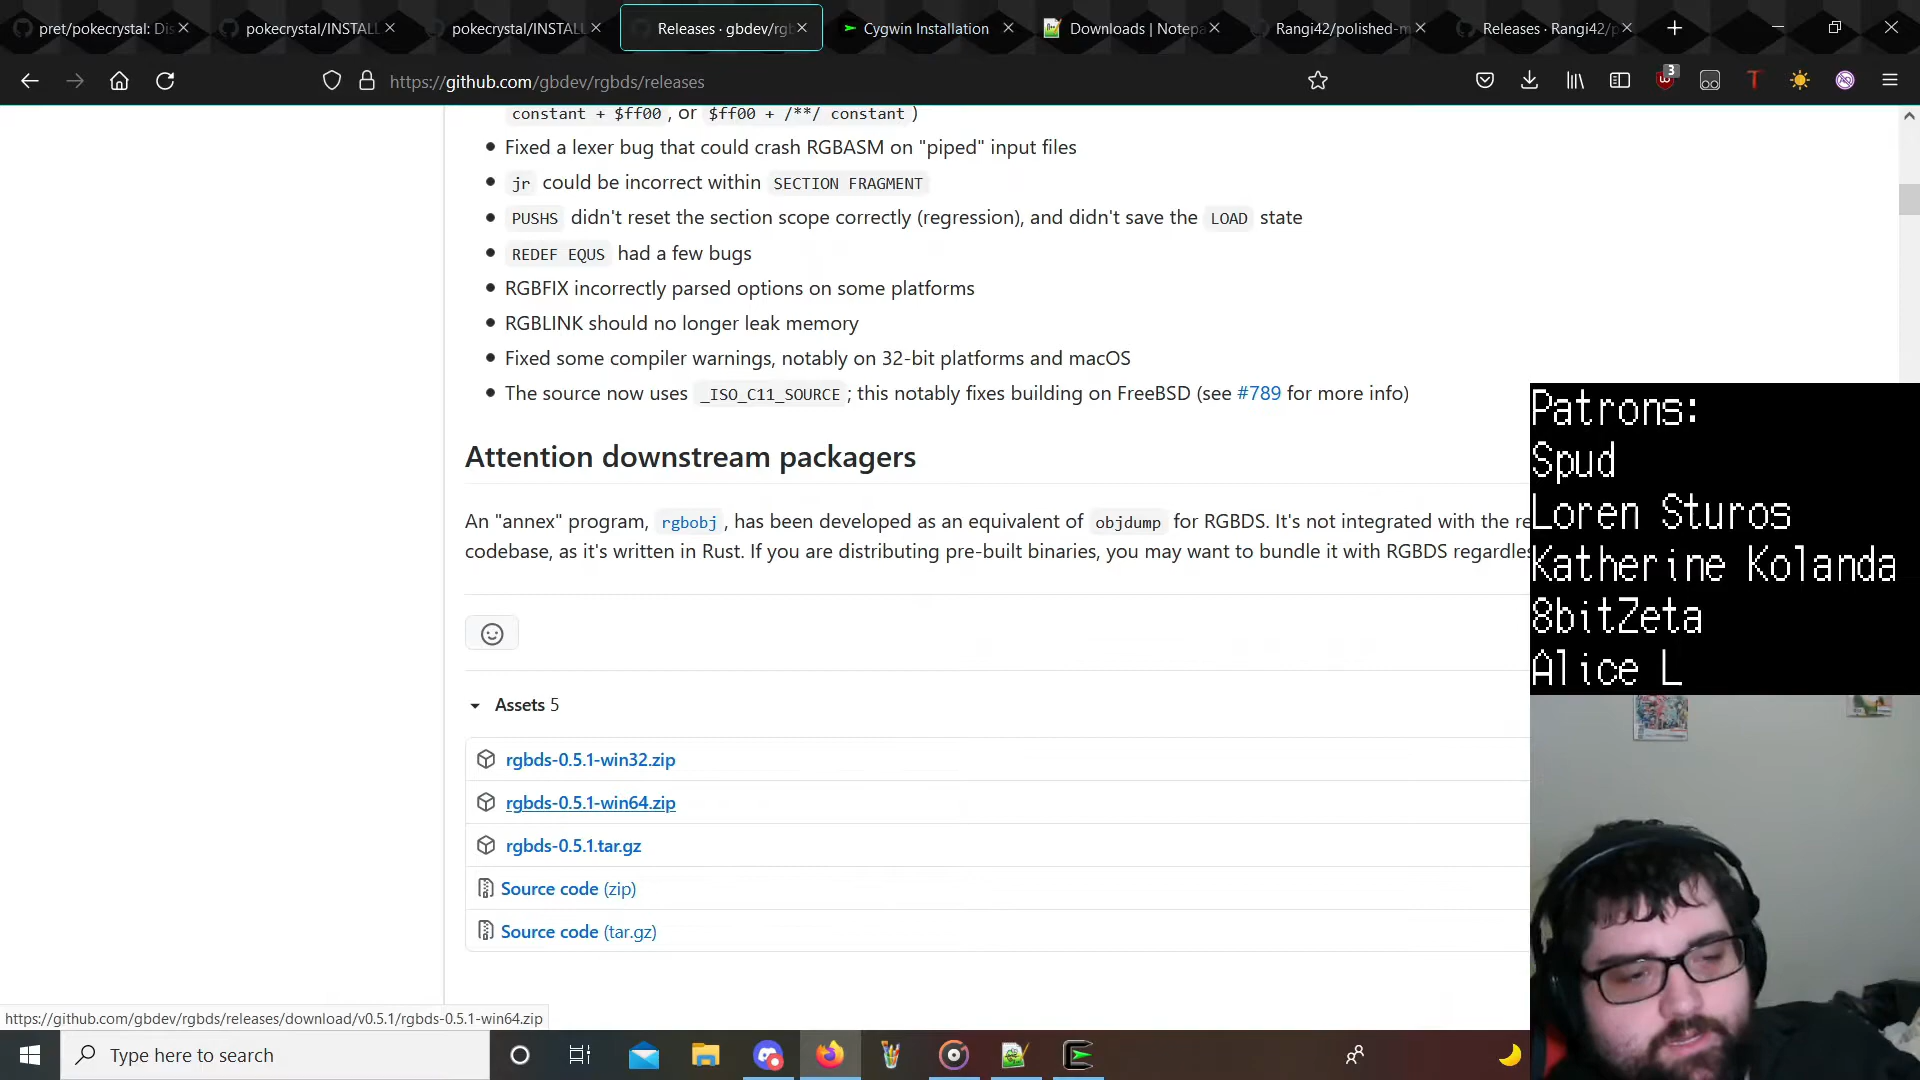 pret/pokecrystal: Dis
pokecrystal/INSTALL
pokecrystal/INSTALL
Releases · gbdev/rgb
Cygwin Installation
Downloads | Notepa
Rangi42/polished-m
Releases · Rangi42/p
https://github.com/gbdev/rgbds/releases
3
constant + $ff00 , or $ff00 + /**/ constant )
Fixed a lexer bug that could crash RGBASM on "piped" input files
jr could be incorrect within SECTION FRAGMENT
PUSHS didn't reset the section scope correctly (regression), and didn't save the LOAD state
REDEF EQUS had a few bugs
RGBFIX incorrectly parsed options on some platforms
RGBLINK should no longer leak memory
Fixed some compiler warnings, notably on 32-bit platforms and macOS
The source now uses _ISO_C11_SOURCE ; this notably fixes building on FreeBSD (see #789 for more info)
Attention downstream packagers
An "annex" program, rgbobj , has been developed as an equivalent of objdump for RGBDS. It's not integrated with the re
codebase, as it's written in Rust. If you are distributing pre-built binaries, you may want to bundle it with RGBDS regardles
Assets 5
rgbds-0.5.1-win32.zip
rgbds-0.5.1-win64.zip
rgbds-0.5.1.tar.gz
Source code (zip)
Source code (tar.gz)
Patrons:
Spud
Loren Sturos
Katherine Kolanda
8bitZeta
Alice L
https://github.com/gbdev/rgbds/releases/download/v0.5.1/rgbds-0.5.1-win64.zip
Type here to search